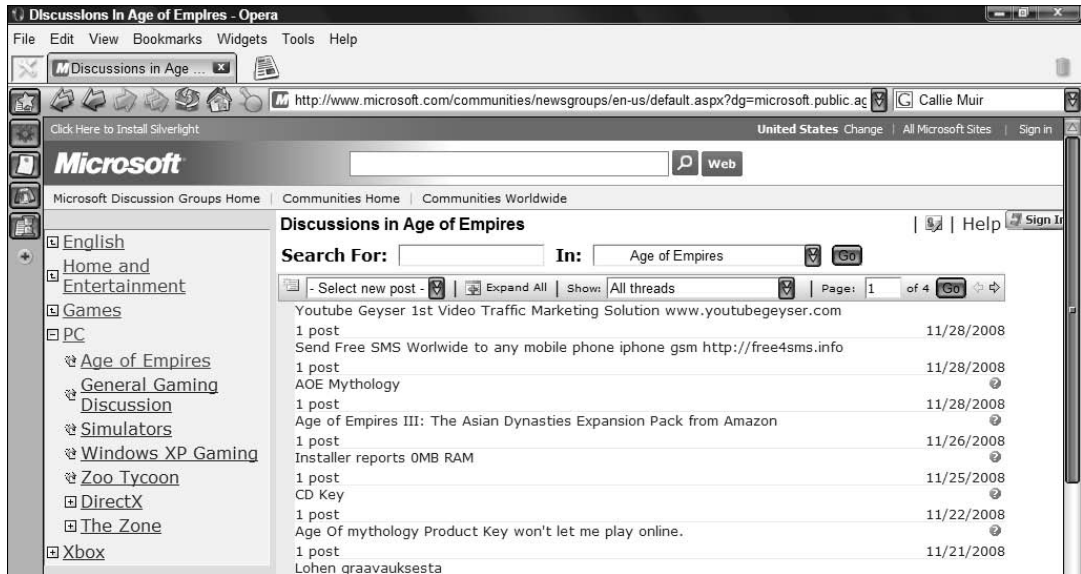 Discussions In Age of Empires - Opera
File Edit View Bookmarks Widgets Tools Help
Discussions in Age ...
http://www.microsoft.com/communities/newsgroups/en-us/default.aspx?dg=microsoft.public.ag
G Callie Muir
Click Here to Install Silverlight
United States Change | All Microsoft Sites | Sign in
Microsoft
Web
Microsoft Discussion Groups Home | Communities Home | Communities Worldwide
English
Home and
Entertainment
Games
PC
Age of Empires
General Gaming
Discussion
Simulators
Windows XP Gaming
Zoo Tycoon
DirectX
The Zone
Xbox
Discussions in Age of Empires
| | Help Sign In
Search For: In: Age of Empires Go
- Select new post - | Expand All | Show: All threads | Page: 1 of 4 Go
Youtube Geyser 1st Video Traffic Marketing Solution www.youtubegeyser.com
1 post 11/28/2008
Send Free SMS Worlwide to any mobile phone iphone gsm http://free4sms.info
1 post 11/28/2008
AOE Mythology
1 post 11/28/2008
Age of Empires III: The Asian Dynasties Expansion Pack from Amazon
1 post 11/26/2008
Installer reports 0MB RAM
1 post 11/25/2008
CD Key
1 post 11/22/2008
Age Of mythology Product Key won't let me play online.
1 post 11/21/2008
Lohen graavauksesta